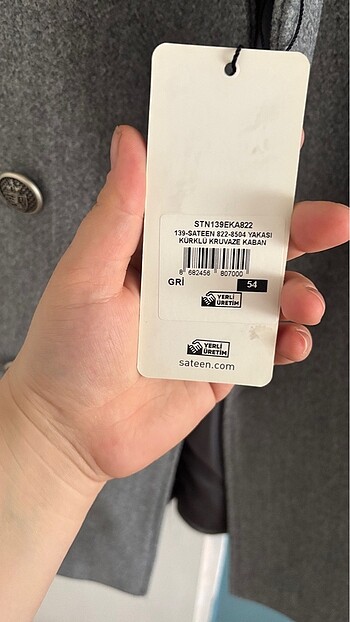 STN139EKA822
139-SATEEN 822-8504 YAKASI
KÜRKLÜ KRUVAZE KABAN
8 682456 807000
GRİ 54
YERLİ
ÜRETİM
YERLİ
ÜRETİM
sateen.com